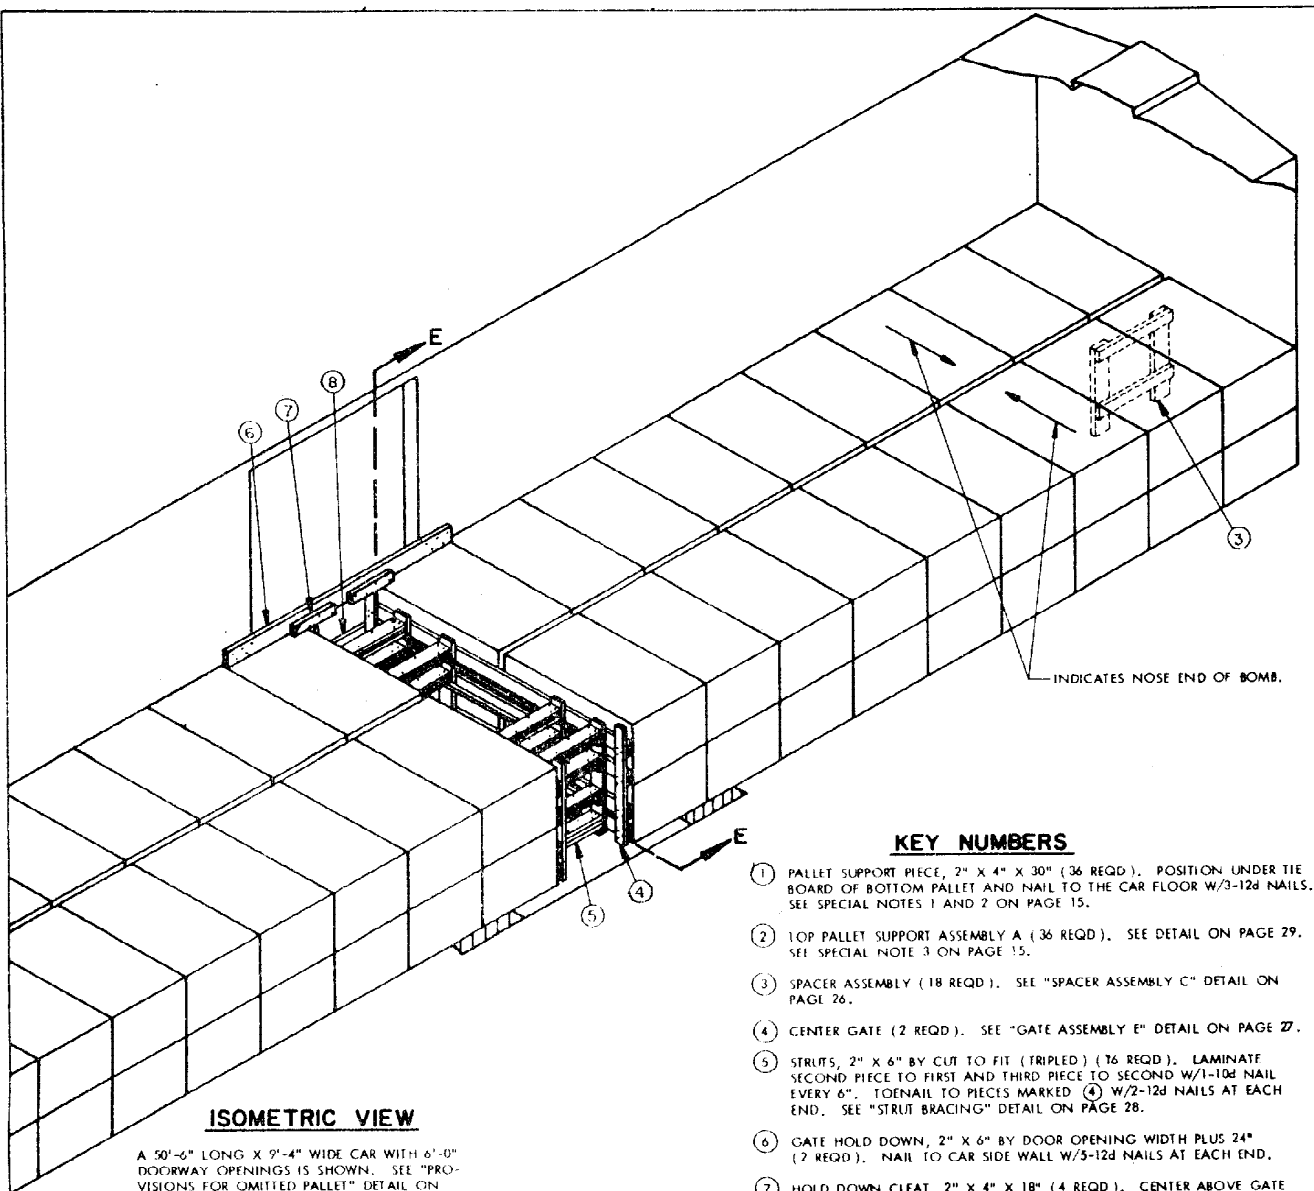 E
8
7
6
3
INDICATES NOSE END OF BOMB.
E
4
5
KEY NUMBERS
1 PALLET SUPPORT PIECE, 2" X 4" X 30" (36 REQD). POSITION UNDER TIE
BOARD OF BOTTOM PALLET AND NAIL TO THE CAR FLOOR W/3-12d NAILS.
SEE SPECIAL NOTES 1 AND 2 ON PAGE 15.
2 TOP PALLET SUPPORT ASSEMBLY A (36 REQD). SEE DETAIL ON PAGE 29.
SEE SPECIAL NOTE 3 ON PAGE 15.
3 SPACER ASSEMBLY (18 REQD). SEE "SPACER ASSEMBLY C" DETAIL ON
PAGE 26.
4 CENTER GATE (2 REQD). SEE "GATE ASSEMBLY E" DETAIL ON PAGE 27.
5 STRUTS, 2" X 6" BY CUT TO FIT (TRIPLED) (16 REQD). LAMINATE
SECOND PIECE TO FIRST AND THIRD PIECE TO SECOND W/1-10d NAIL
EVERY 6". TOENAIL TO PIECES MARKED 4 W/2-12d NAILS AT EACH
END. SEE "STRUT BRACING" DETAIL ON PAGE 28.
6 GATE HOLD DOWN, 2" X 6" BY DOOR OPENING WIDTH PLUS 24"
(2 REQD). NAIL TO CAR SIDE WALL W/5-12d NAILS AT EACH END.
7 HOLD DOWN CLEAT, 2" X 4" X 18" (4 REQD). CENTER ABOVE GATE
ISOMETRIC VIEW
A 50'-6" LONG X 9'-4" WIDE CAR WITH 6'-0"
DOORWAY OPENINGS IS SHOWN. SEE "PRO-
VISIONS FOR OMITTED PALLET" DETAIL ON